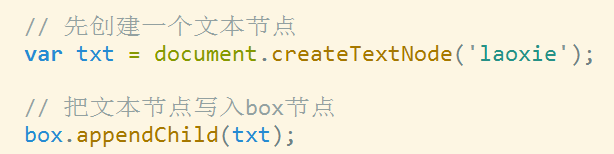 // 先创建一个文本节点
var txt = document.createTextNode('laoxie');
// 把文本节点写入box节点
box.appendChild(txt);